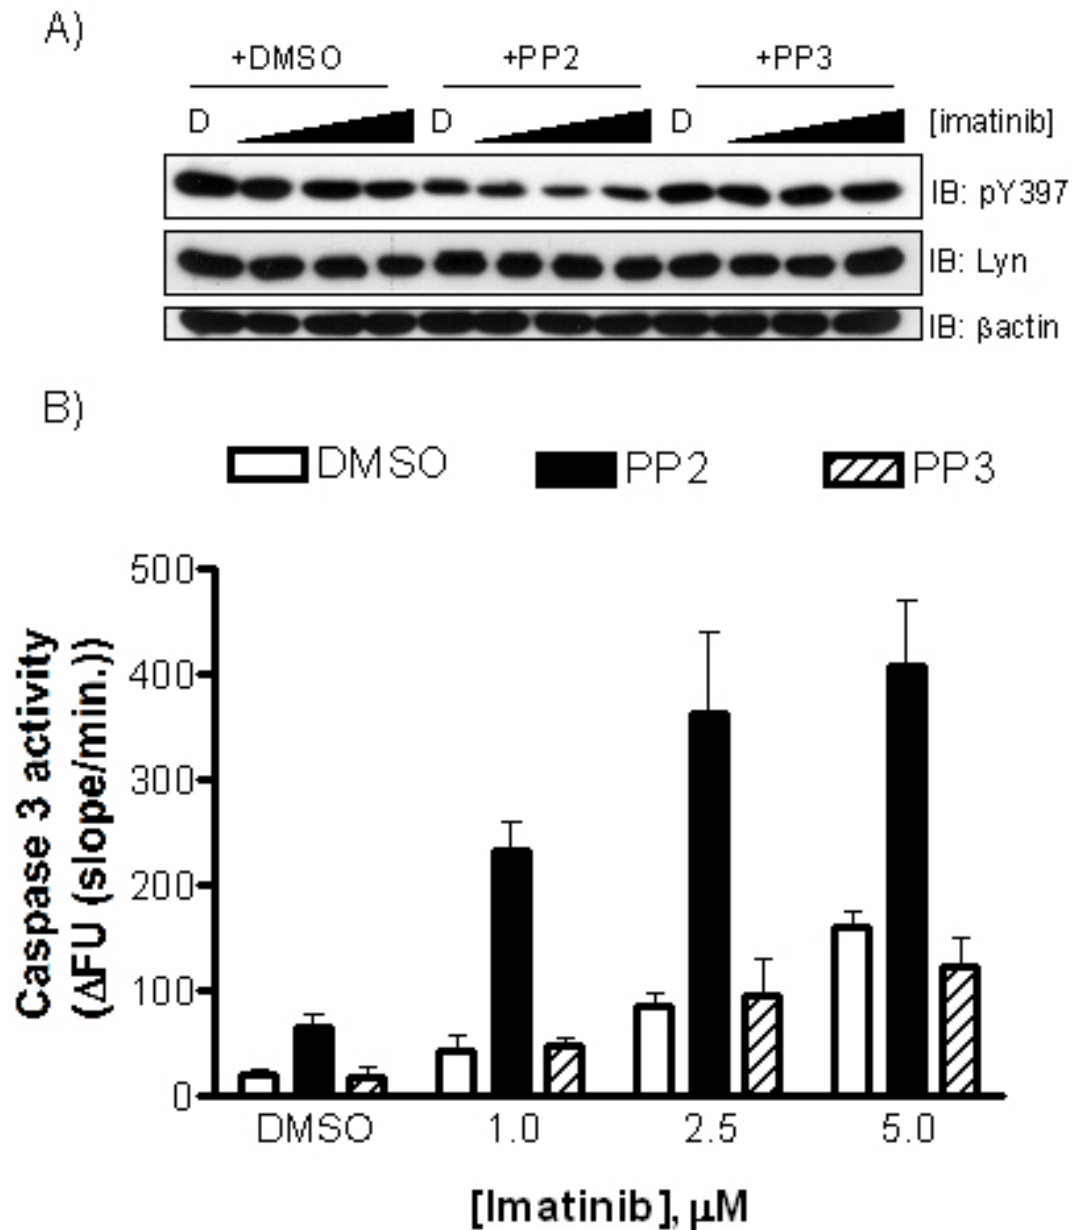 A)
+DMSO +PP2 +PP3
D D D [imatinib]
IB: pY397
IB: Lyn
IB: βactin
B)
DMSO PP2 PP3
500
400
300
200
100
0
Caspase 3 activity
(ΔFU (slope/min.))
DMSO 1.0 2.5 5.0
[Imatinib], μM